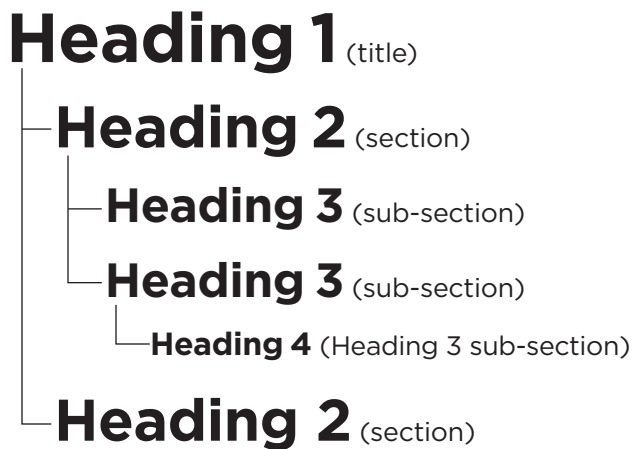 Heading 1 (title)
Heading 2 (section)
Heading 3 (sub-section)
Heading 3 (sub-section)
Heading 4 (Heading 3 sub-section)
Heading 2 (section)